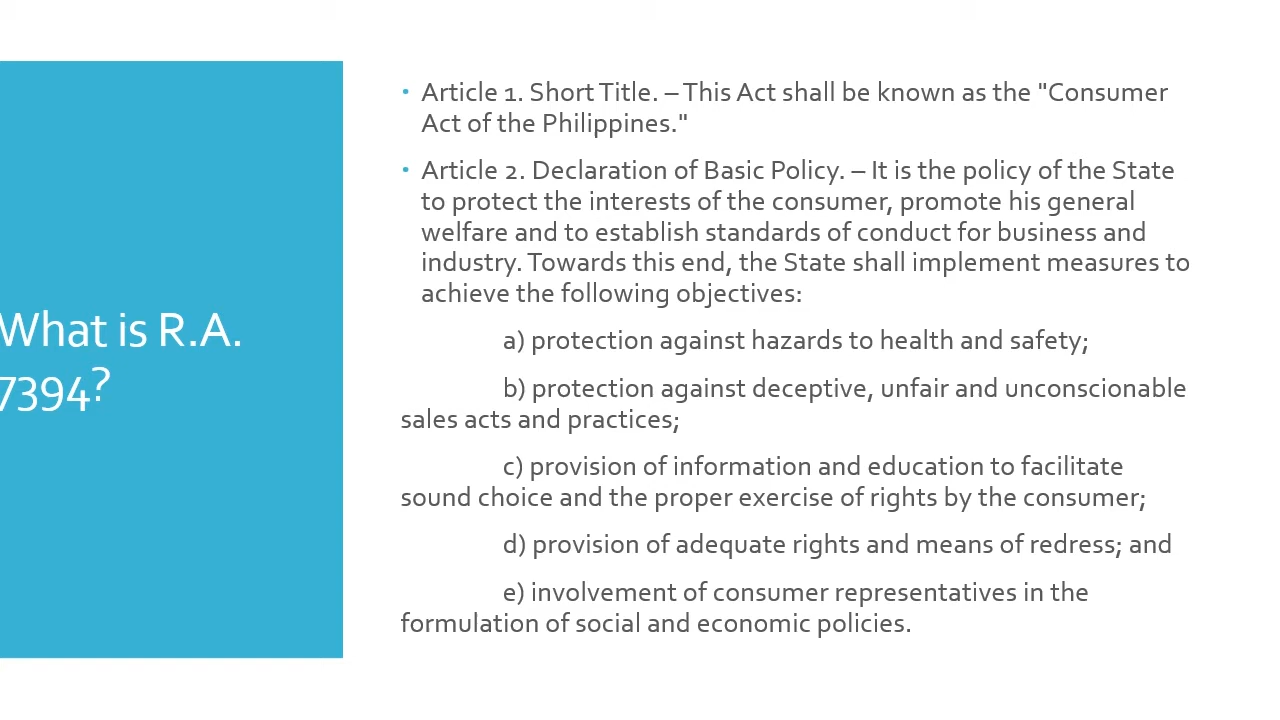 What is R.A.
7394?
• Article 1. Short Title. – This Act shall be known as the "Consumer
Act of the Philippines."
• Article 2. Declaration of Basic Policy. – It is the policy of the State
to protect the interests of the consumer, promote his general
welfare and to establish standards of conduct for business and
industry. Towards this end, the State shall implement measures to
achieve the following objectives:
a) protection against hazards to health and safety;
b) protection against deceptive, unfair and unconscionable
sales acts and practices;
c) provision of information and education to facilitate
sound choice and the proper exercise of rights by the consumer;
d) provision of adequate rights and means of redress; and
e) involvement of consumer representatives in the
formulation of social and economic policies.